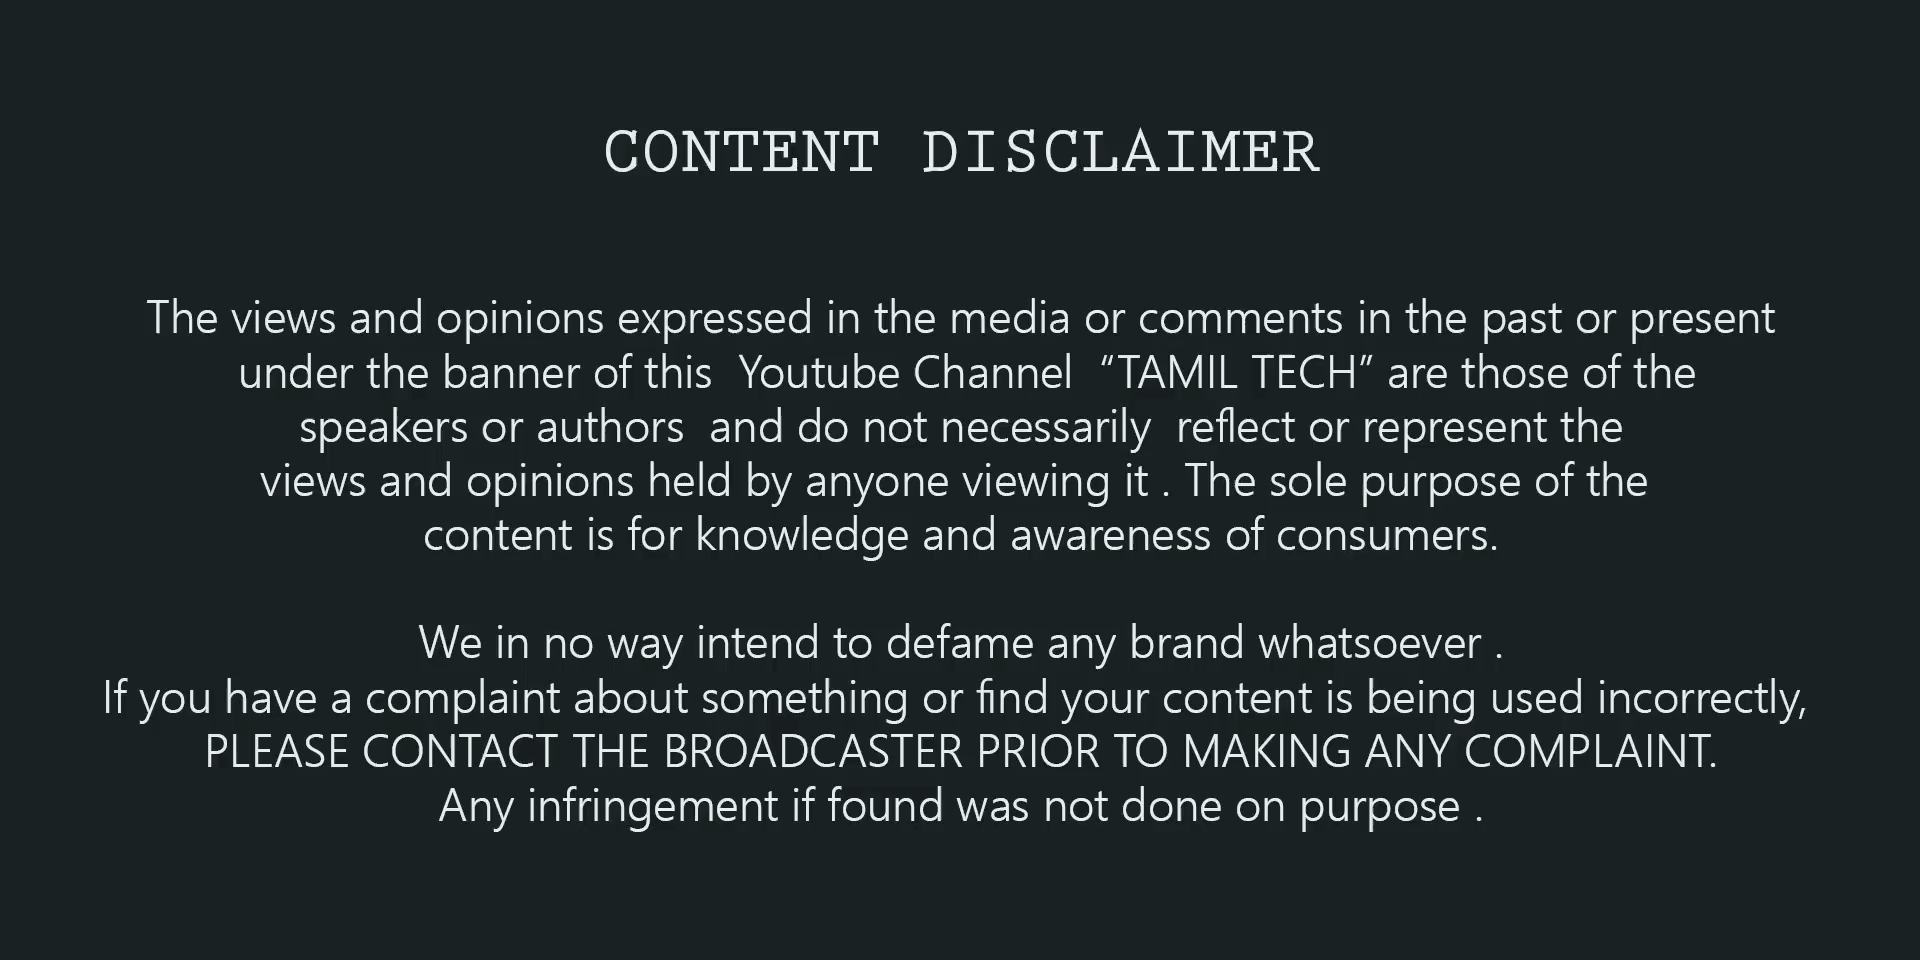 CONTENT DISCLAIMER
The views and opinions expressed in the media or comments in the past or present
under the banner of this  Youtube Channel  “TAMIL TECH” are those of the
speakers or authors  and do not necessarily  reflect or represent the
views and opinions held by anyone viewing it . The sole purpose of the
content is for knowledge and awareness of consumers.
We in no way intend to defame any brand whatsoever .
If you have a complaint about something or find your content is being used incorrectly,
PLEASE CONTACT THE BROADCASTER PRIOR TO MAKING ANY COMPLAINT.
Any infringement if found was not done on purpose .